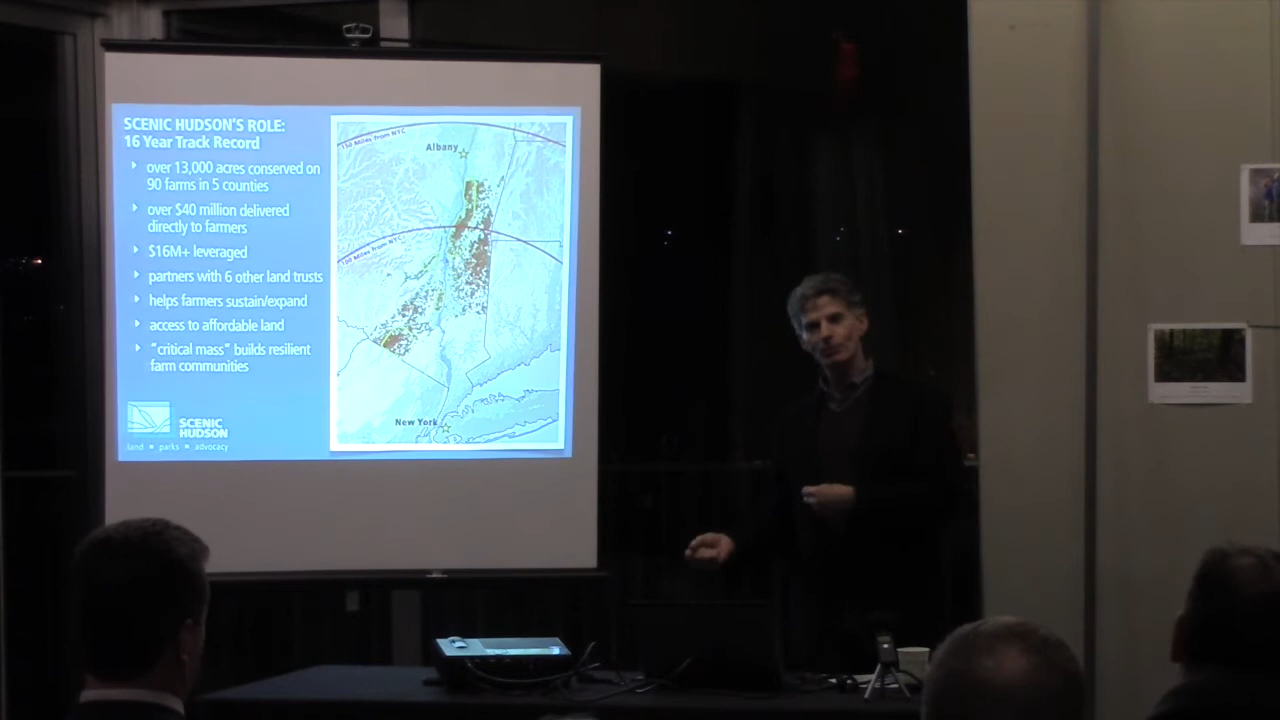 SCENIC HUDSON'S ROLE:
16 Year Track Record
over 13,000 acres conserved on
90 farms in 5 counties
over $40 million delivered
directly to farmers
$16M+ leveraged
partners with 6 other land trusts
helps farmers sustain/expand
access to affordable land
"critical mass" builds resilient
farm communities
SCENIC
HUDSON
land ▪ parks ▪ advocacy
150 Miles from NYC
Albany
100 Miles from NYC
New York